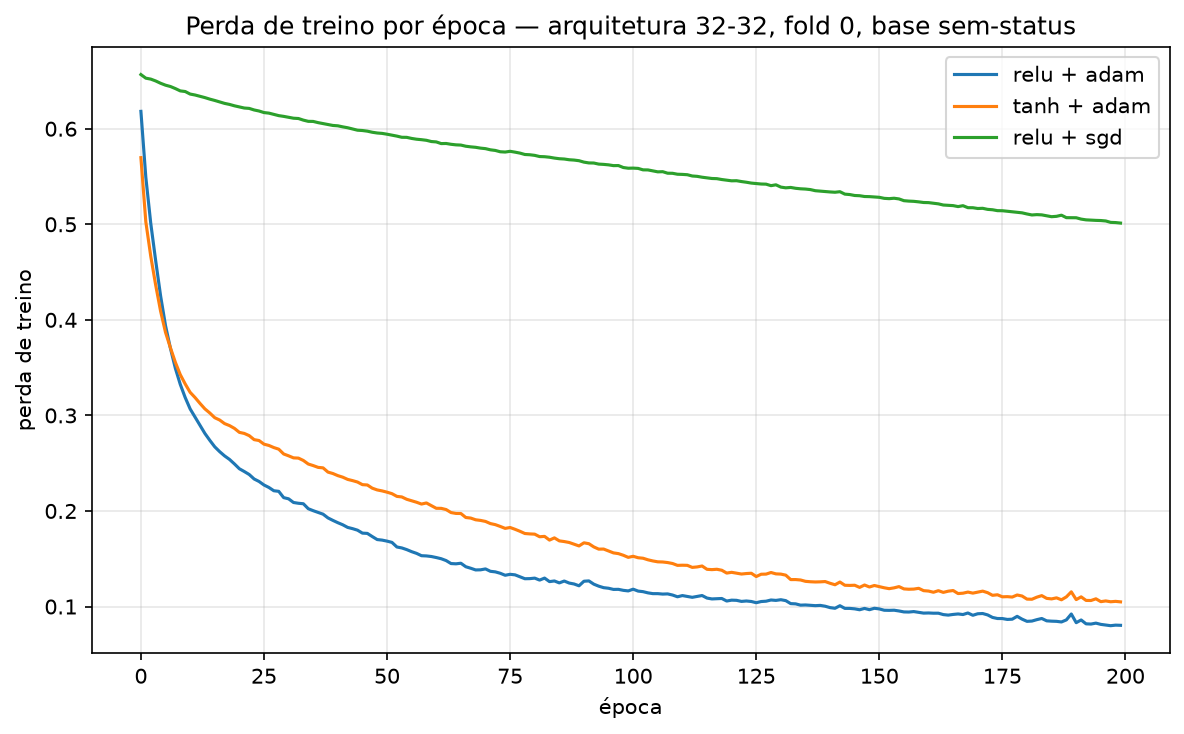 Perda de treino por época — arquitetura 32-32, fold 0, base sem-status
relu + adam
tanh + adam
relu + sgd
perda de treino
0.6
0.5
0.4
0.3
0.2
0.1
0 25 50 75 100 125 150 175 200
época